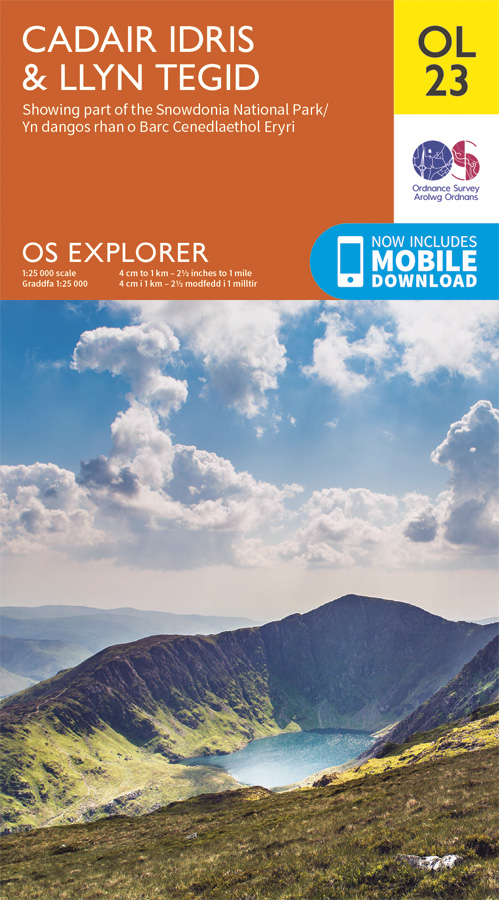 CADAIR IDRIS
& LLYN TEGID
Showing part of the Snowdonia National Park/
Yn dangos rhan o Barc Cenedlaethol Eryri
OL
23
OS
Ordnance Survey
Arolwg Ordnans
OS EXPLORER
1:25 000 scale
Graddfa 1:25 000
4 cm to 1 km – 2½ inches to 1 mile
4 cm i 1 km – 2½ modfedd i 1 milltir
NOW INCLUDES
MOBILE
DOWNLOAD